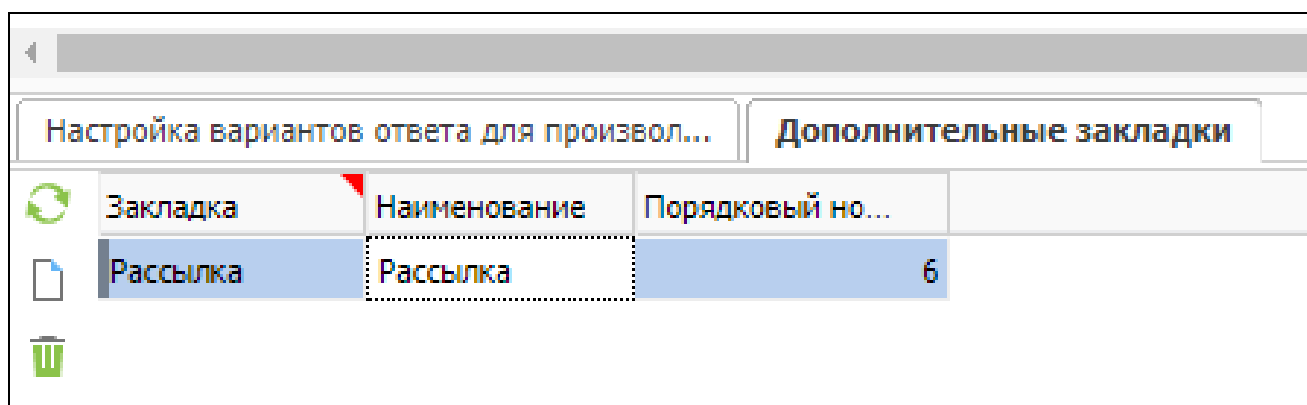 Настройка вариантов ответа для произвол... Дополнительные закладки
Закладка Наименование Порядковый но...
Рассылка Рассылка 6